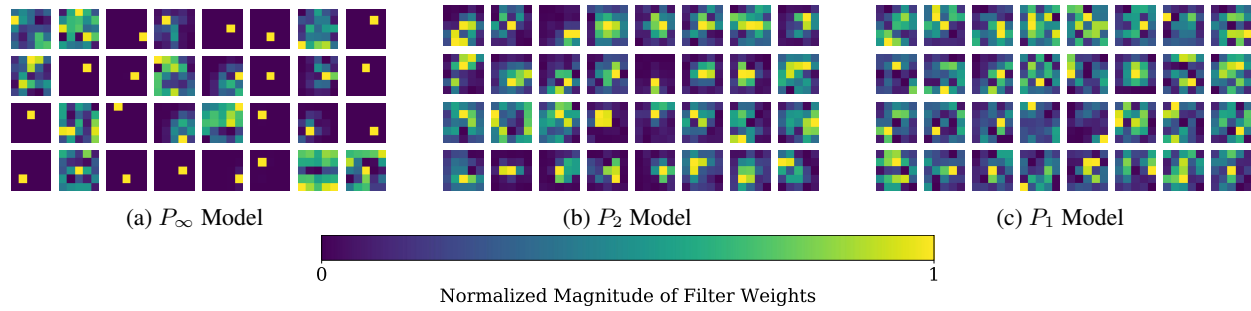 (a) P∞ Model
(b) P2 Model
(c) P1 Model
0
1
Normalized Magnitude of Filter Weights